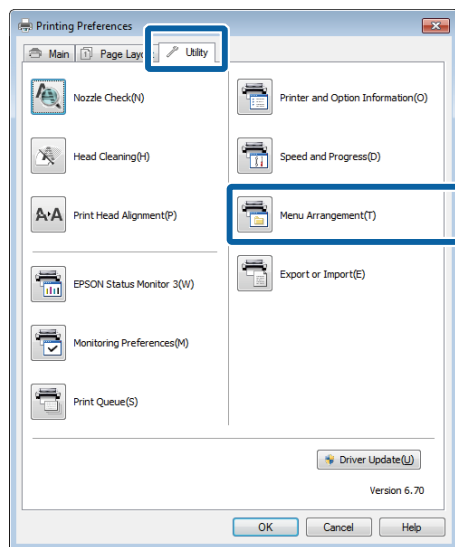 Printing Preferences
Main
Page Layo
Utility
Nozzle Check(N)
Printer and Option Information(O)
Head Cleaning(H)
Speed and Progress(D)
Print Head Alignment(P)
Menu Arrangement(T)
EPSON Status Monitor 3(W)
Export or Import(E)
Monitoring Preferences(M)
Print Queue(S)
Driver Update(U)
Version 6.70
OK
Cancel
Help